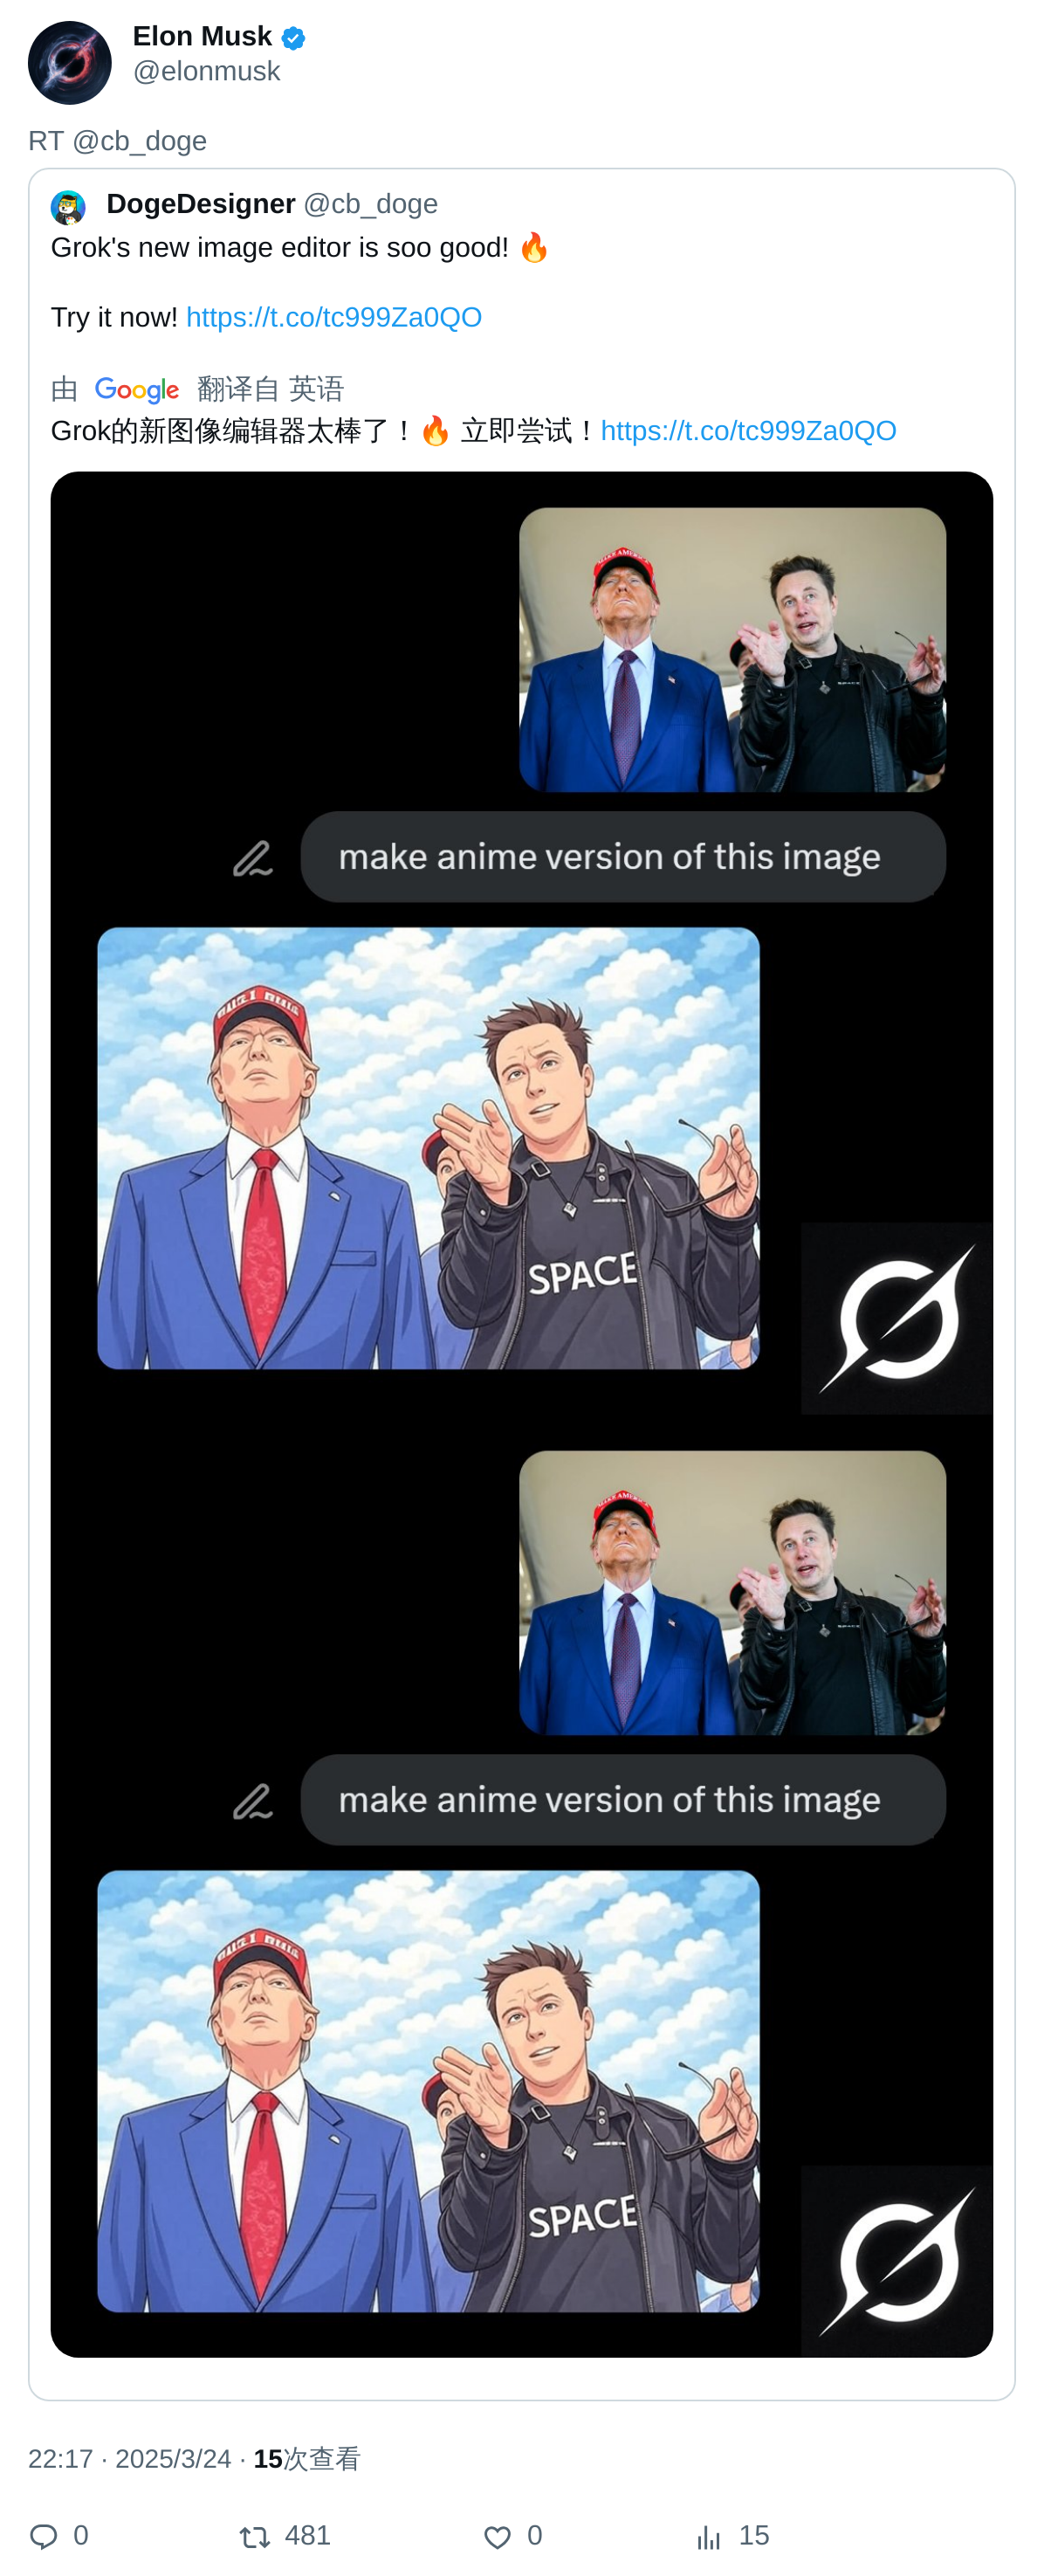 Elon Musk
@elonmusk
RT @cb_doge
DogeDesigner @cb_doge
Grok's new image editor is soo good! 🔥
Try it now! https://t.co/tc999Za0QO
由 Google 翻译自 英语
Grok的新图像编辑器太棒了！🔥 立即尝试！https://t.co/tc999Za0QO
MAKE AMERICA
make anime version of this image
SPACE
MAKE AMERICA
make anime version of this image
SPACE
22:17 · 2025/3/24 · 15次查看
0 481 0 15